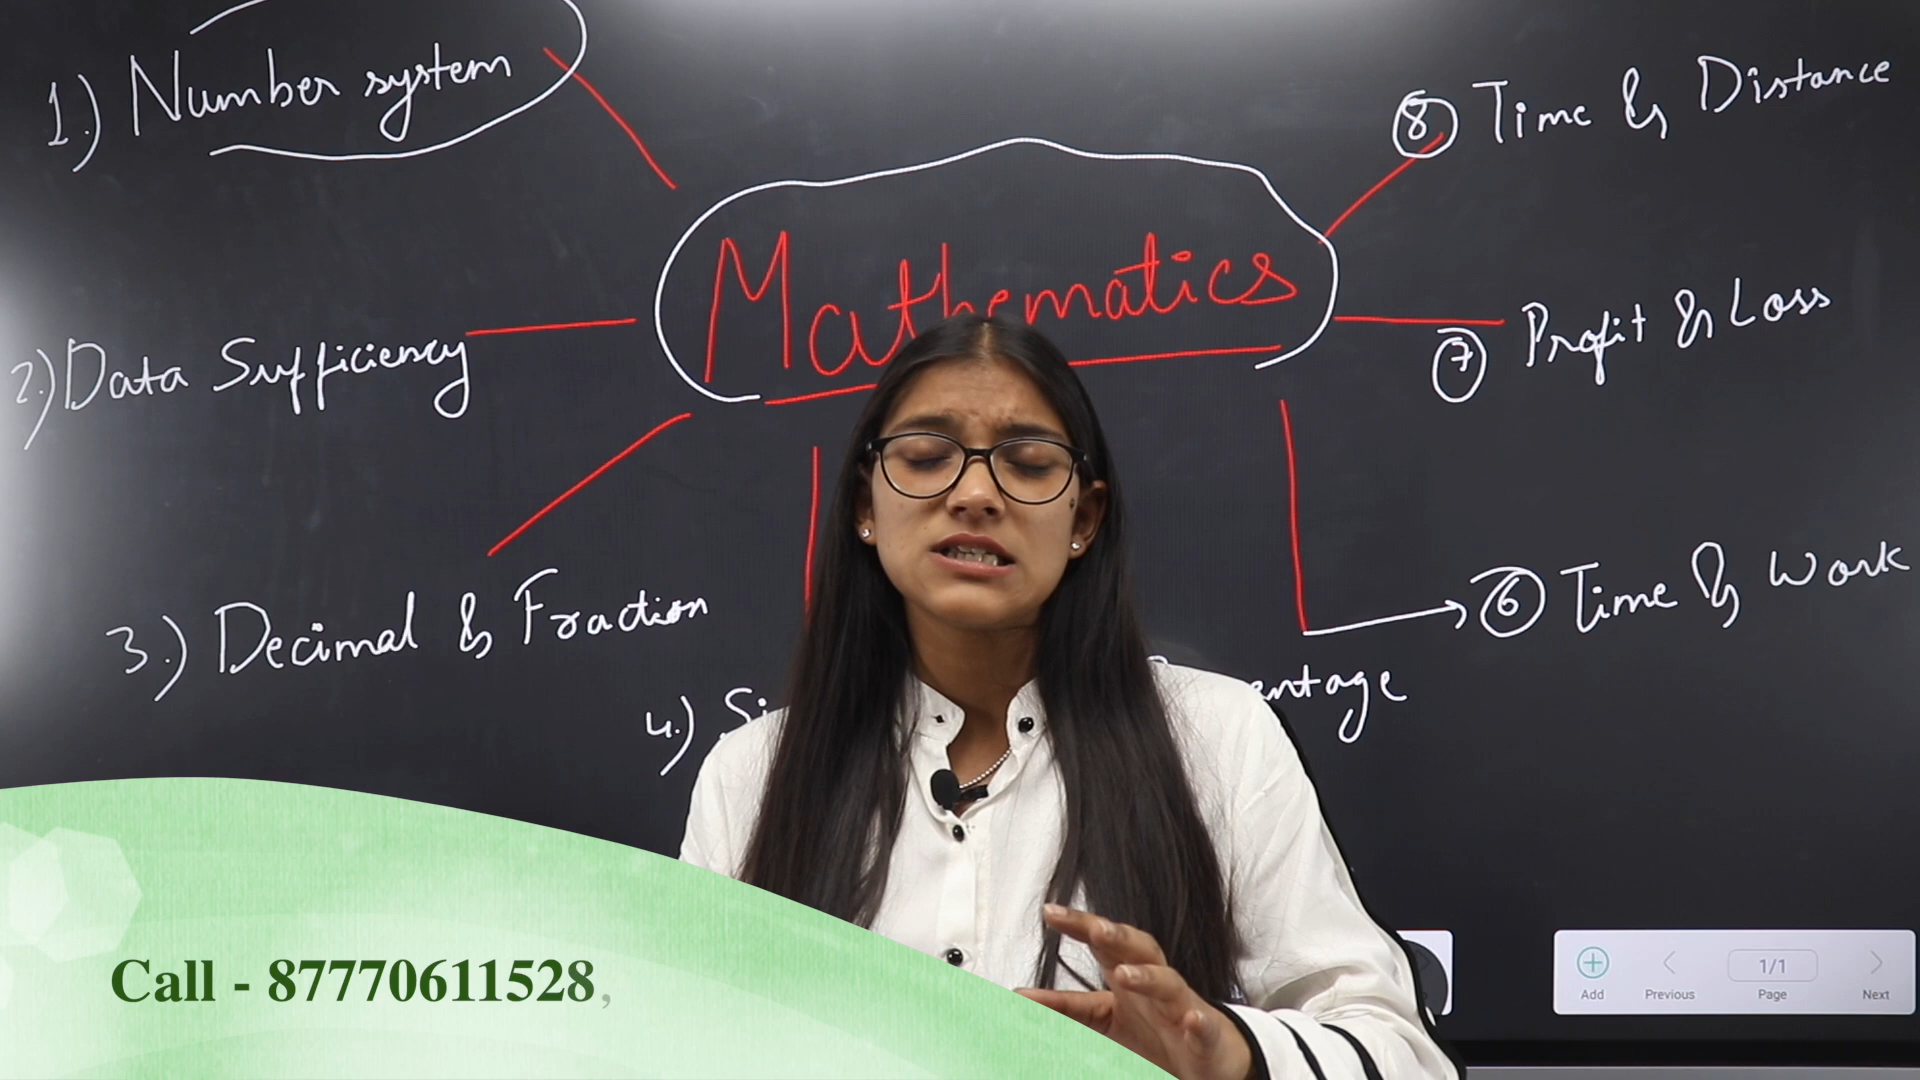 1.) Number system
8 Time & Distance
Mathematics
7 Profit & Loss
2.) Data Sufficiency
6 Time & Work
3.) Decimal & Fraction
4.)
Call - 87770611528,
Add
Previous
1/1
Page
Next